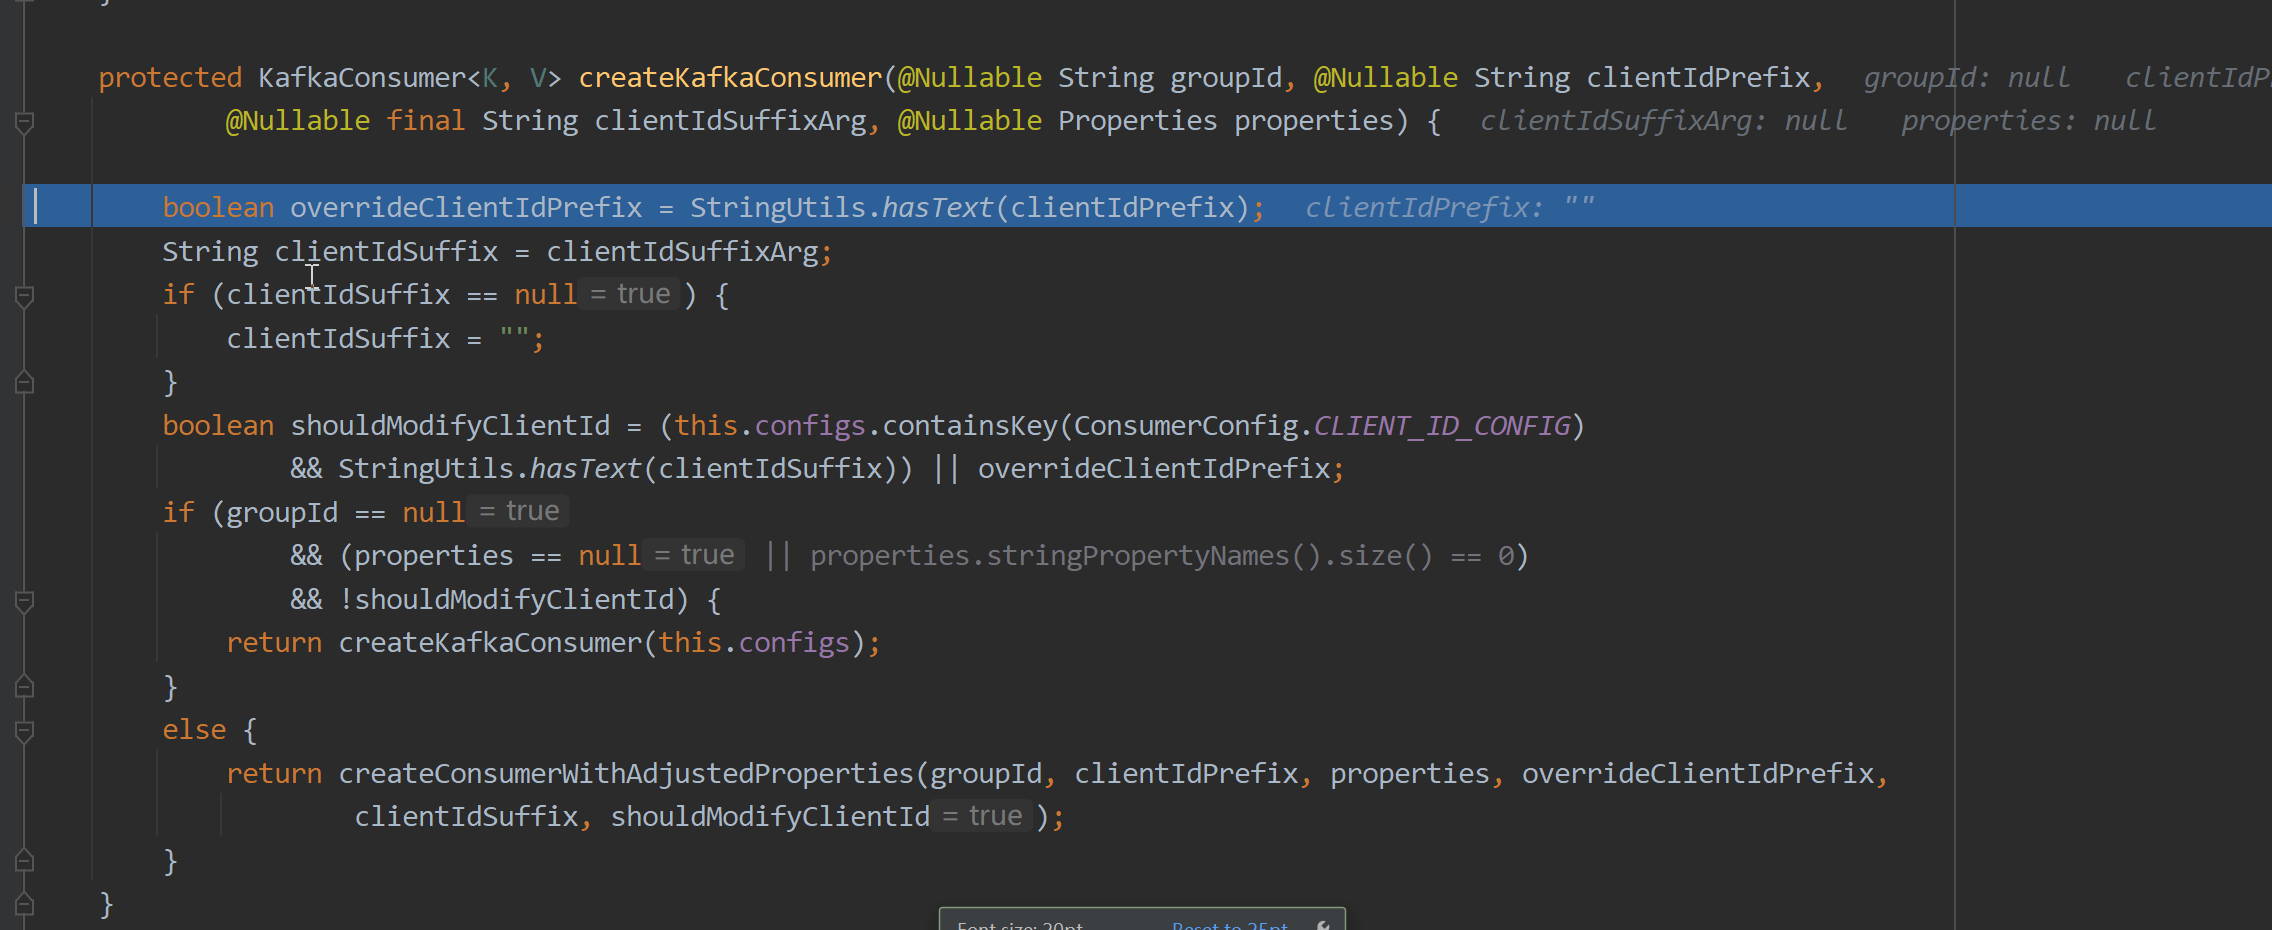 }
protected KafkaConsumer<K, V> createKafkaConsumer(@Nullable String groupId, @Nullable String clientIdPrefix, groupId: null clientIdP
@Nullable final String clientIdSuffixArg, @Nullable Properties properties) { clientIdSuffixArg: null properties: null
boolean overrideClientIdPrefix = StringUtils.hasText(clientIdPrefix); clientIdPrefix: ""
String clientIdSuffix = clientIdSuffixArg;
if (clientIdSuffix == null = true ) {
clientIdSuffix = "";
}
boolean shouldModifyClientId = (this.configs.containsKey(ConsumerConfig.CLIENT_ID_CONFIG)
&& StringUtils.hasText(clientIdSuffix)) || overrideClientIdPrefix;
if (groupId == null = true
&& (properties == null = true || properties.stringPropertyNames().size() == 0)
&& !shouldModifyClientId) {
return createKafkaConsumer(this.configs);
}
else {
return createConsumerWithAdjustedProperties(groupId, clientIdPrefix, properties, overrideClientIdPrefix,
clientIdSuffix, shouldModifyClientId = true );
}
}
Font size: 20pt Reset to 25pt